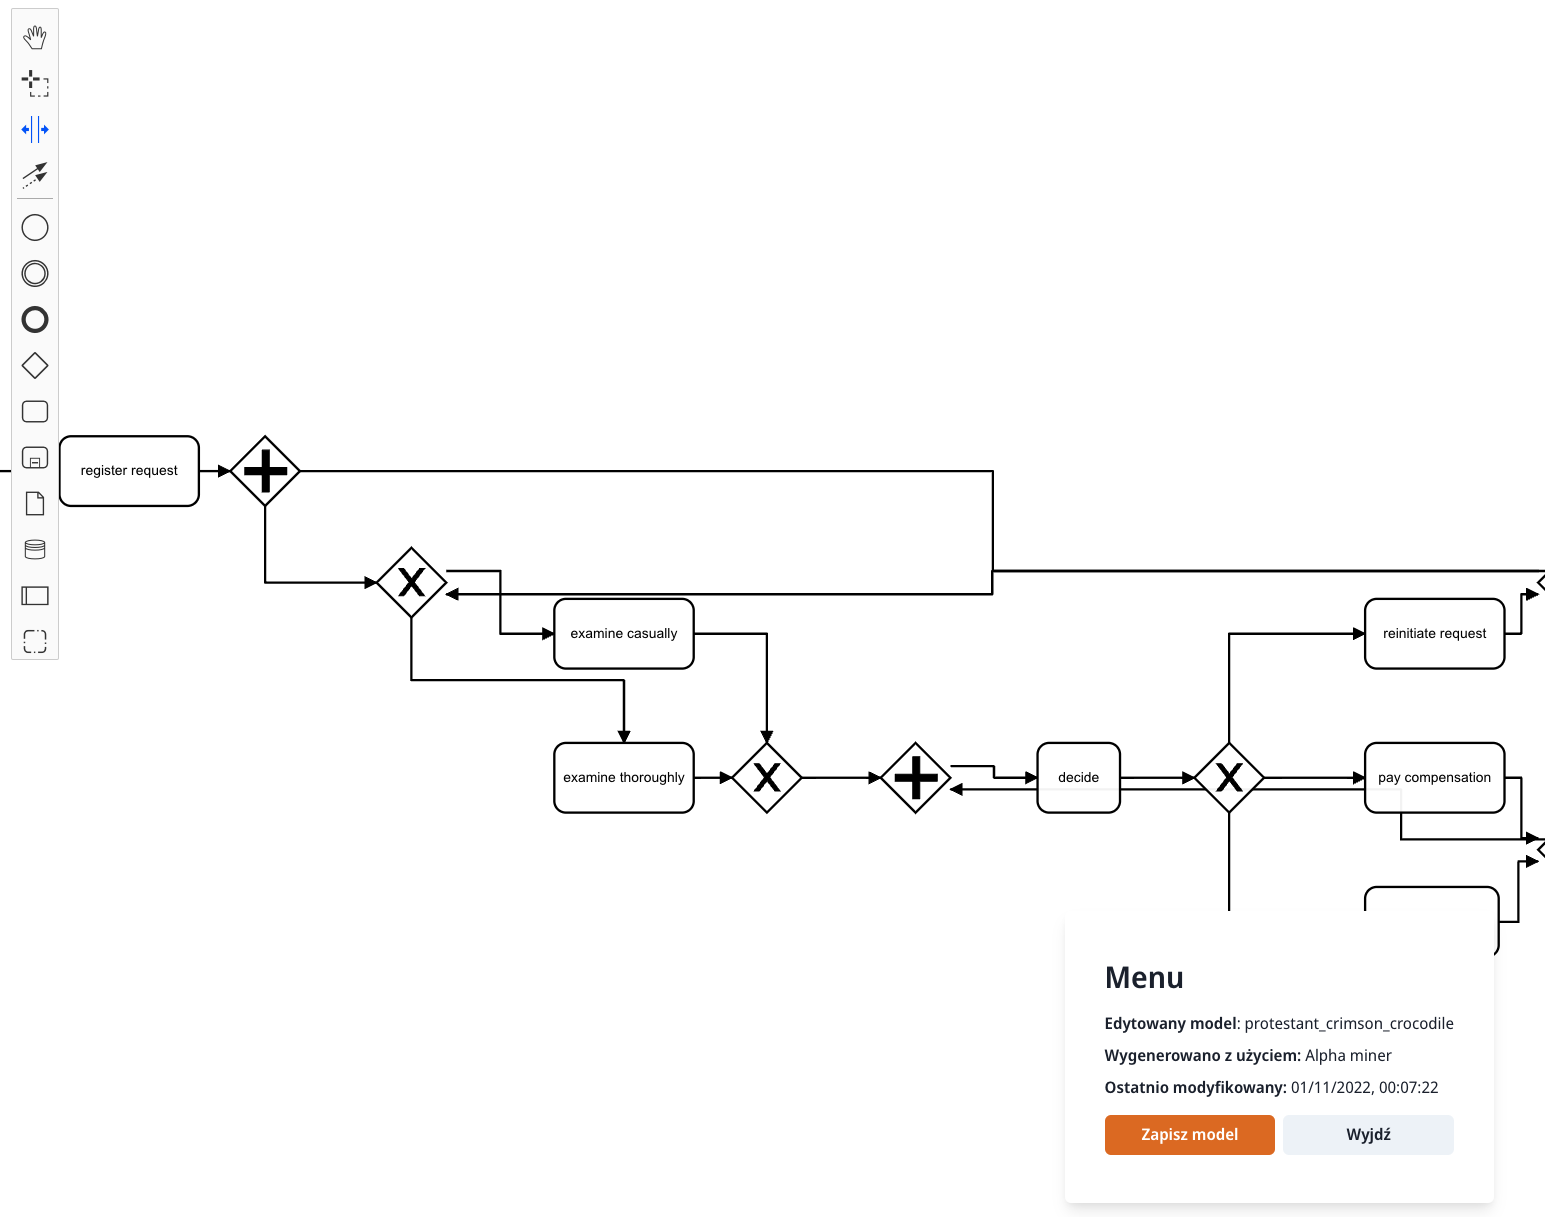 register request
examine casually
reinitiate request
examine thoroughly
decide
pay compensation
Menu
Edytowany model: protestant_crimson_crocodile
Wygenerowano z użyciem: Alpha miner
Ostatnio modyfikowany: 01/11/2022, 00:07:22
Zapisz model
Wyjdź